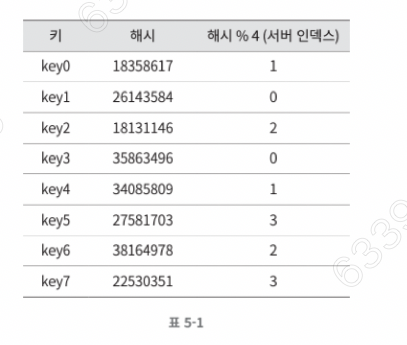 키 해시 해시 % 4 (서버 인덱스)
key0 18358617 1
key1 26143584 0
key2 18131146 2
key3 35863496 0
key4 34085809 1
key5 27581703 3
key6 38164978 2
key7 22530351 3
표 5-1
6339